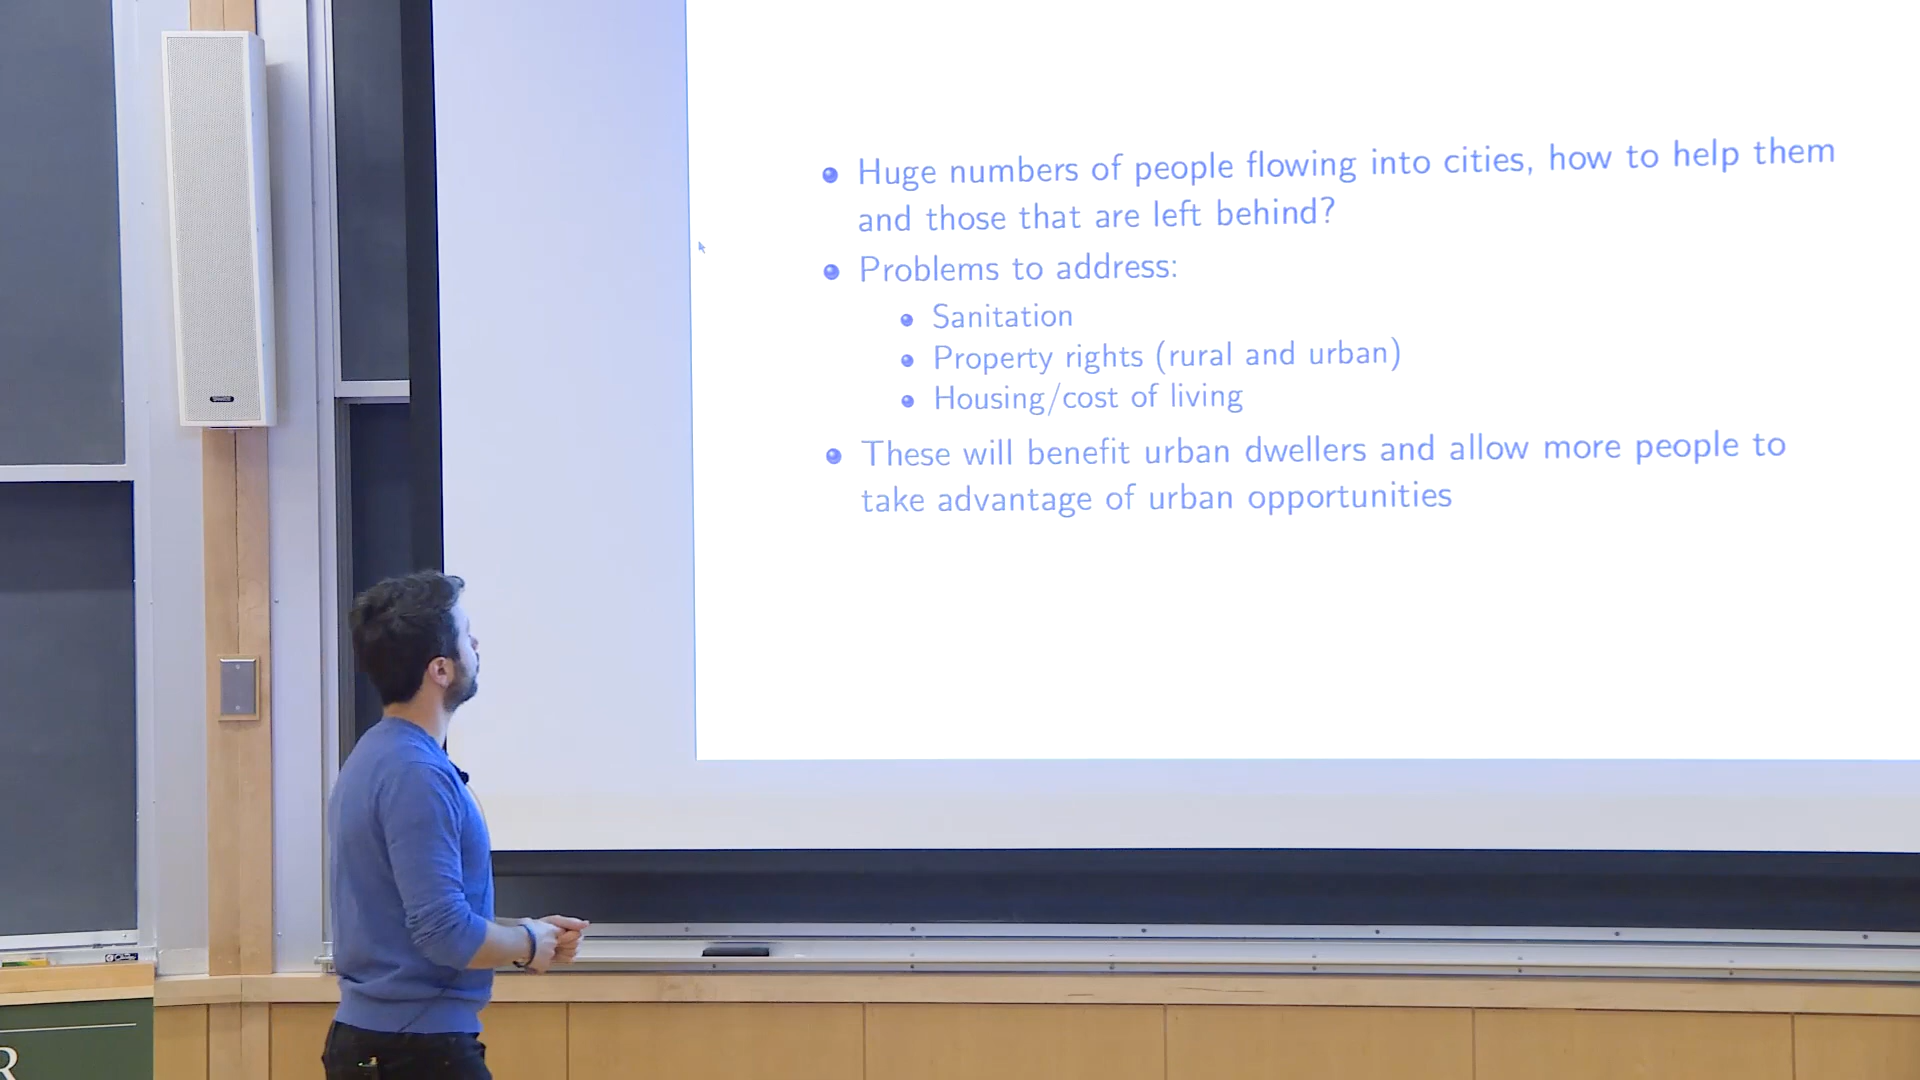 Huge numbers of people flowing into cities, how to help them
and those that are left behind?
Problems to address:
Sanitation
Property rights (rural and urban)
Housing/cost of living
These will benefit urban dwellers and allow more people to
take advantage of urban opportunities
R